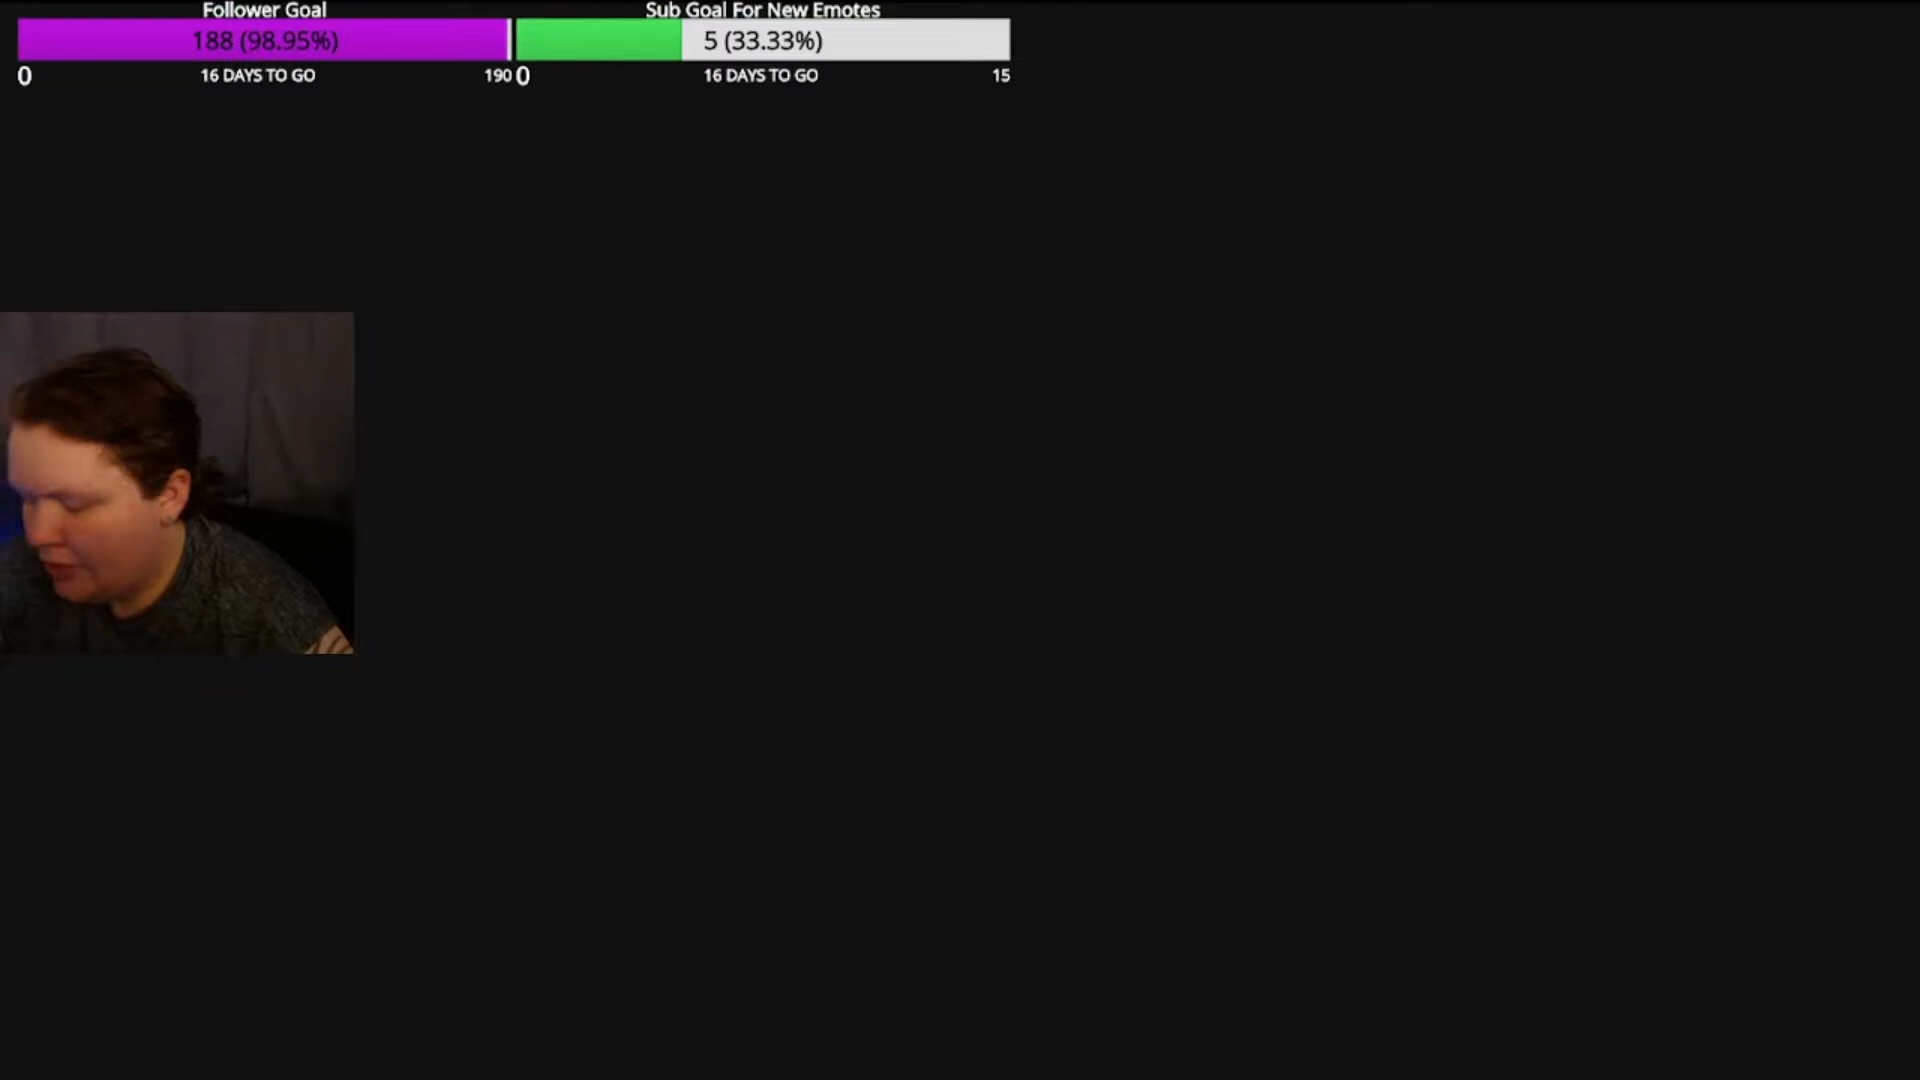 Follower Goal
188 (98.95%)
0 16 DAYS TO GO 190
Sub Goal For New Emotes
5 (33.33%)
0 16 DAYS TO GO 15